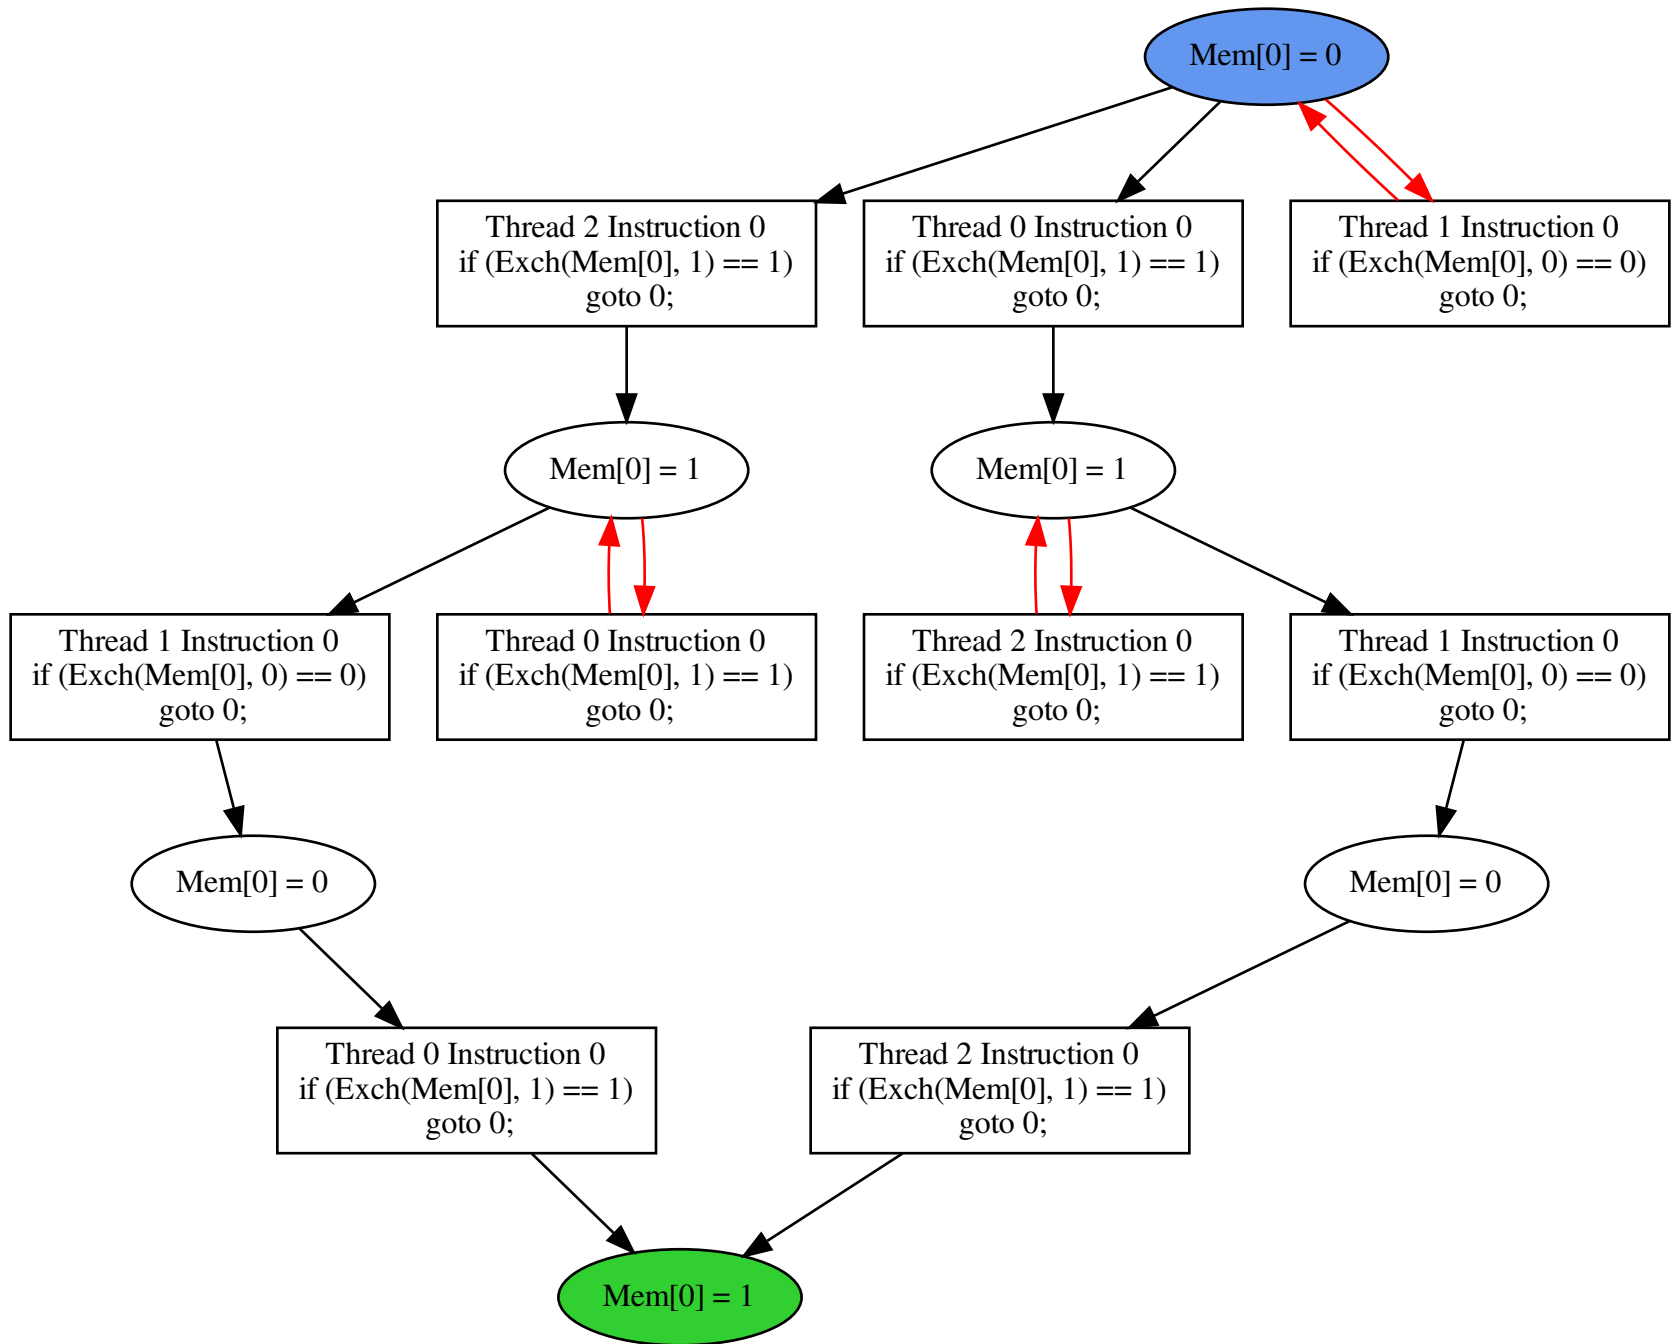 Mem[0] = 0
Thread 2 Instruction 0
if (Exch(Mem[0], 1) == 1)
goto 0;
Thread 0 Instruction 0
if (Exch(Mem[0], 1) == 1)
goto 0;
Thread 1 Instruction 0
if (Exch(Mem[0], 0) == 0)
goto 0;
Mem[0] = 1
Mem[0] = 1
Thread 1 Instruction 0
if (Exch(Mem[0], 0) == 0)
goto 0;
Thread 0 Instruction 0
if (Exch(Mem[0], 1) == 1)
goto 0;
Thread 2 Instruction 0
if (Exch(Mem[0], 1) == 1)
goto 0;
Thread 1 Instruction 0
if (Exch(Mem[0], 0) == 0)
goto 0;
Mem[0] = 0
Mem[0] = 0
Thread 0 Instruction 0
if (Exch(Mem[0], 1) == 1)
goto 0;
Thread 2 Instruction 0
if (Exch(Mem[0], 1) == 1)
goto 0;
Mem[0] = 1